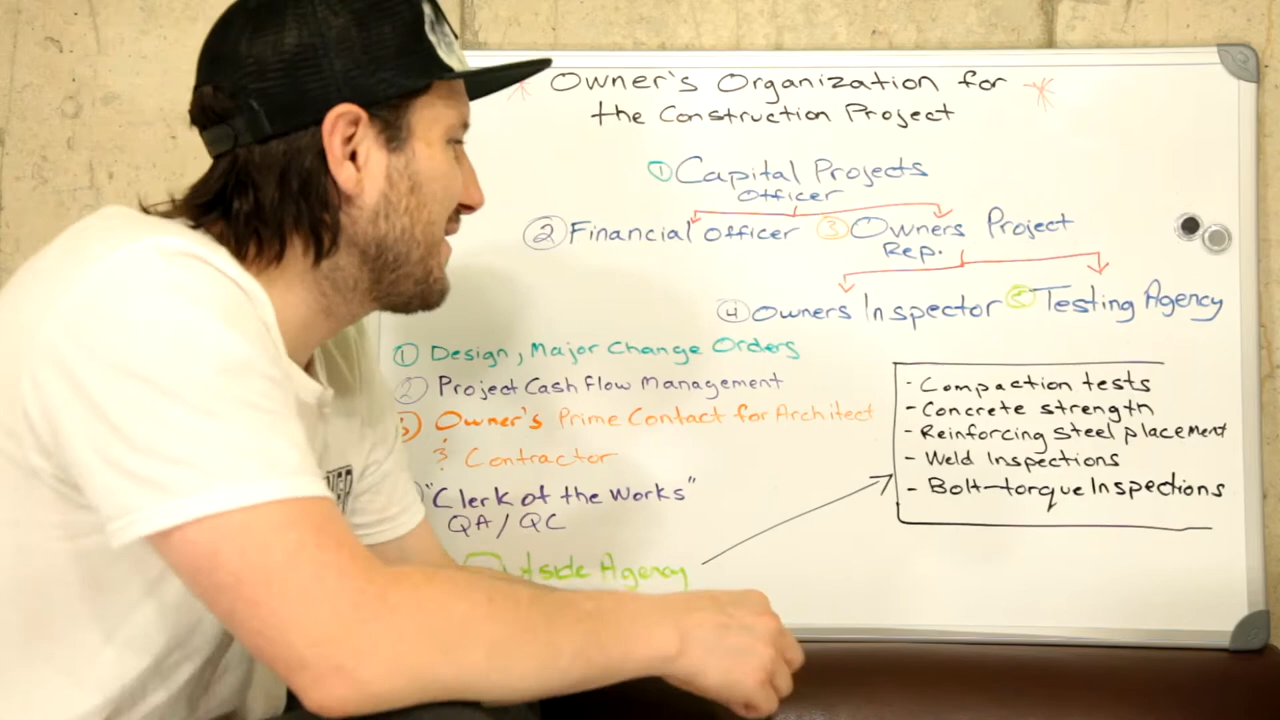 Owner's Organization for
the Construction Project
① Capital Projects
Officer
② Financial officer ③ Owners Project
Rep.
④ Owners Inspector ⑤ Testing Agency
① Design, Major Change Orders
② Project Cash flow Management
③ Owner's Prime Contact for Architect
& Contractor
"Clerk of the Works"
QA / QC
Outside Agency
- Compaction tests
- Concrete strength
- Reinforcing steel placement
- Weld Inspections
- Bolt-torque Inspections